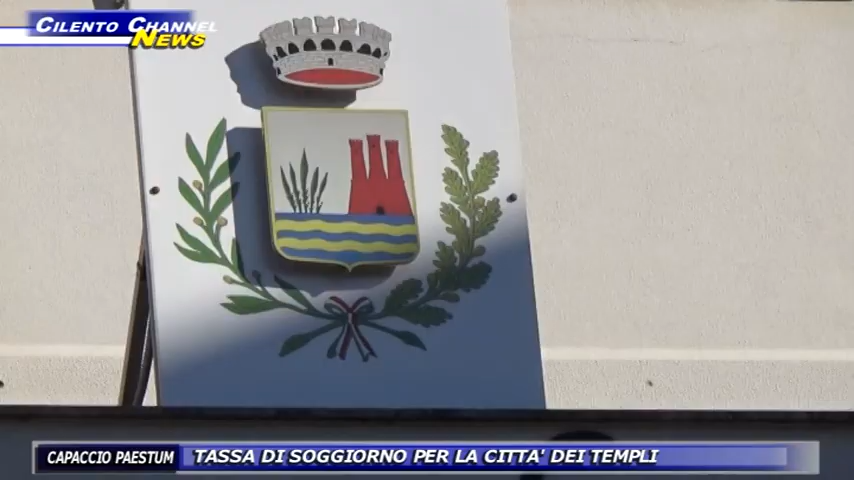 CILENTO CHANNEL
NEWS
CAPACCIO PAESTUM TASSA DI SOGGIORNO PER LA CITTA' DEI TEMPLI